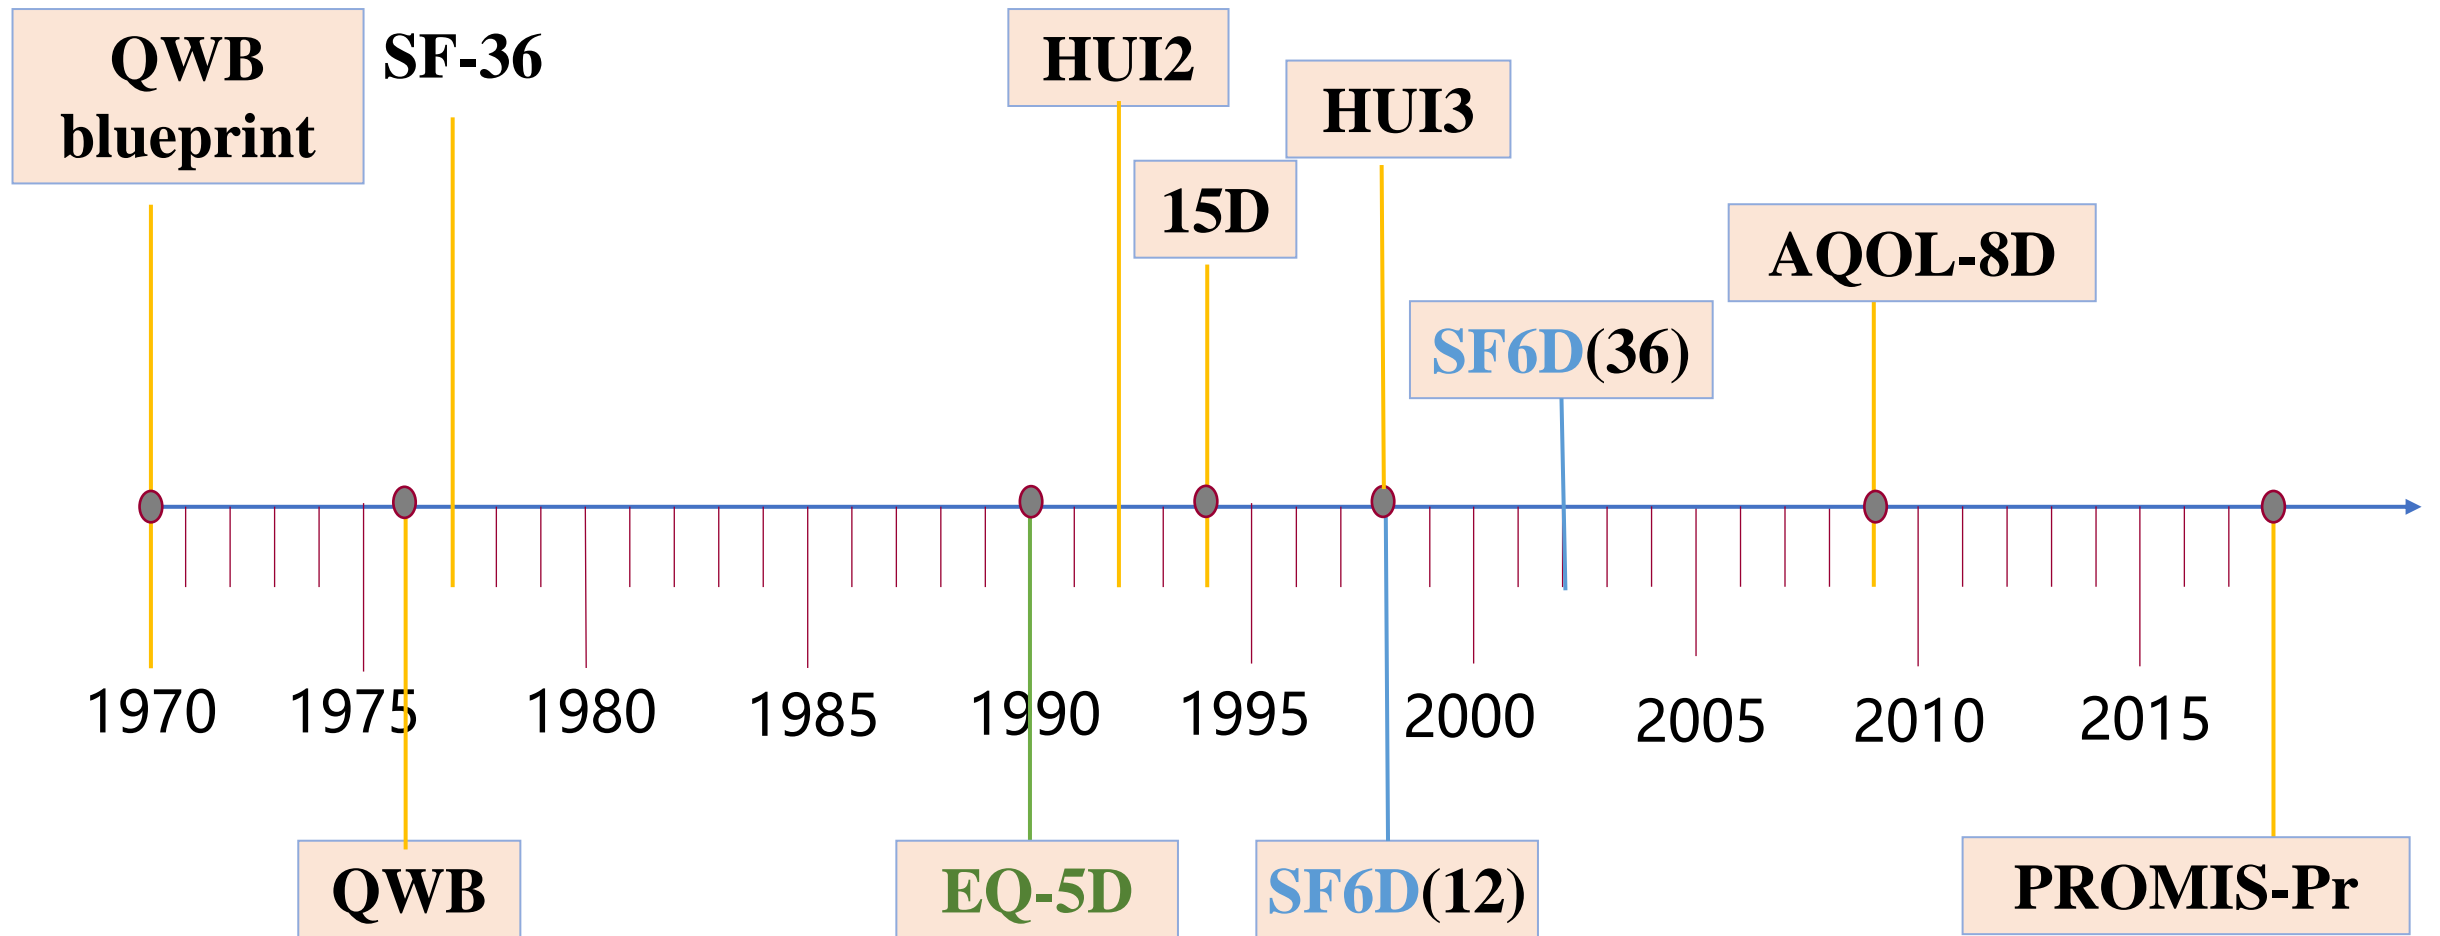 QWB
blueprint
SF-36
HUI2
HUI3
15D
AQOL-8D
SF6D(36)
1970
1975
1980
1985
1990
1995
2000
2005
2010
2015
QWB
EQ-5D
SF6D(12)
PROMIS-Pr